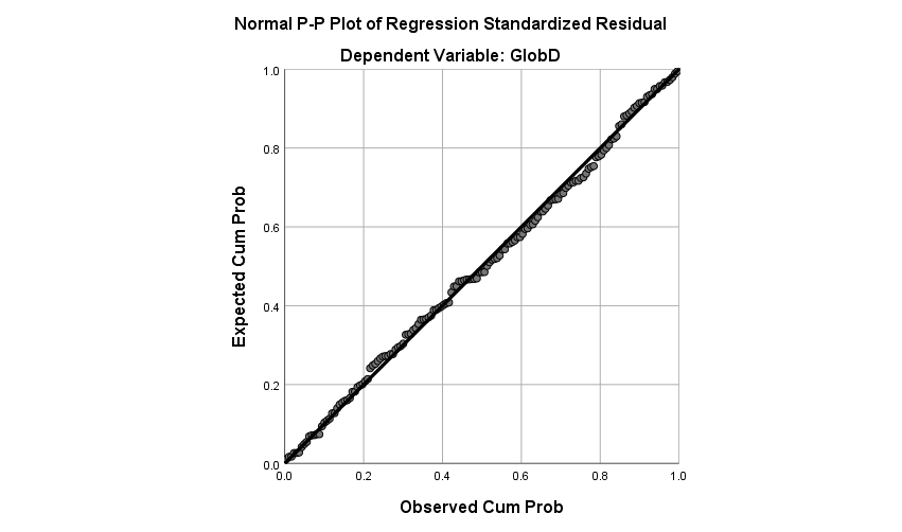 Normal P-P Plot of Regression Standardized Residual
Dependent Variable: GlobD
1.0
0.8
0.6
0.4
0.2
0.0
Expected Cum Prob
0.0 0.2 0.4 0.6 0.8 1.0
Observed Cum Prob